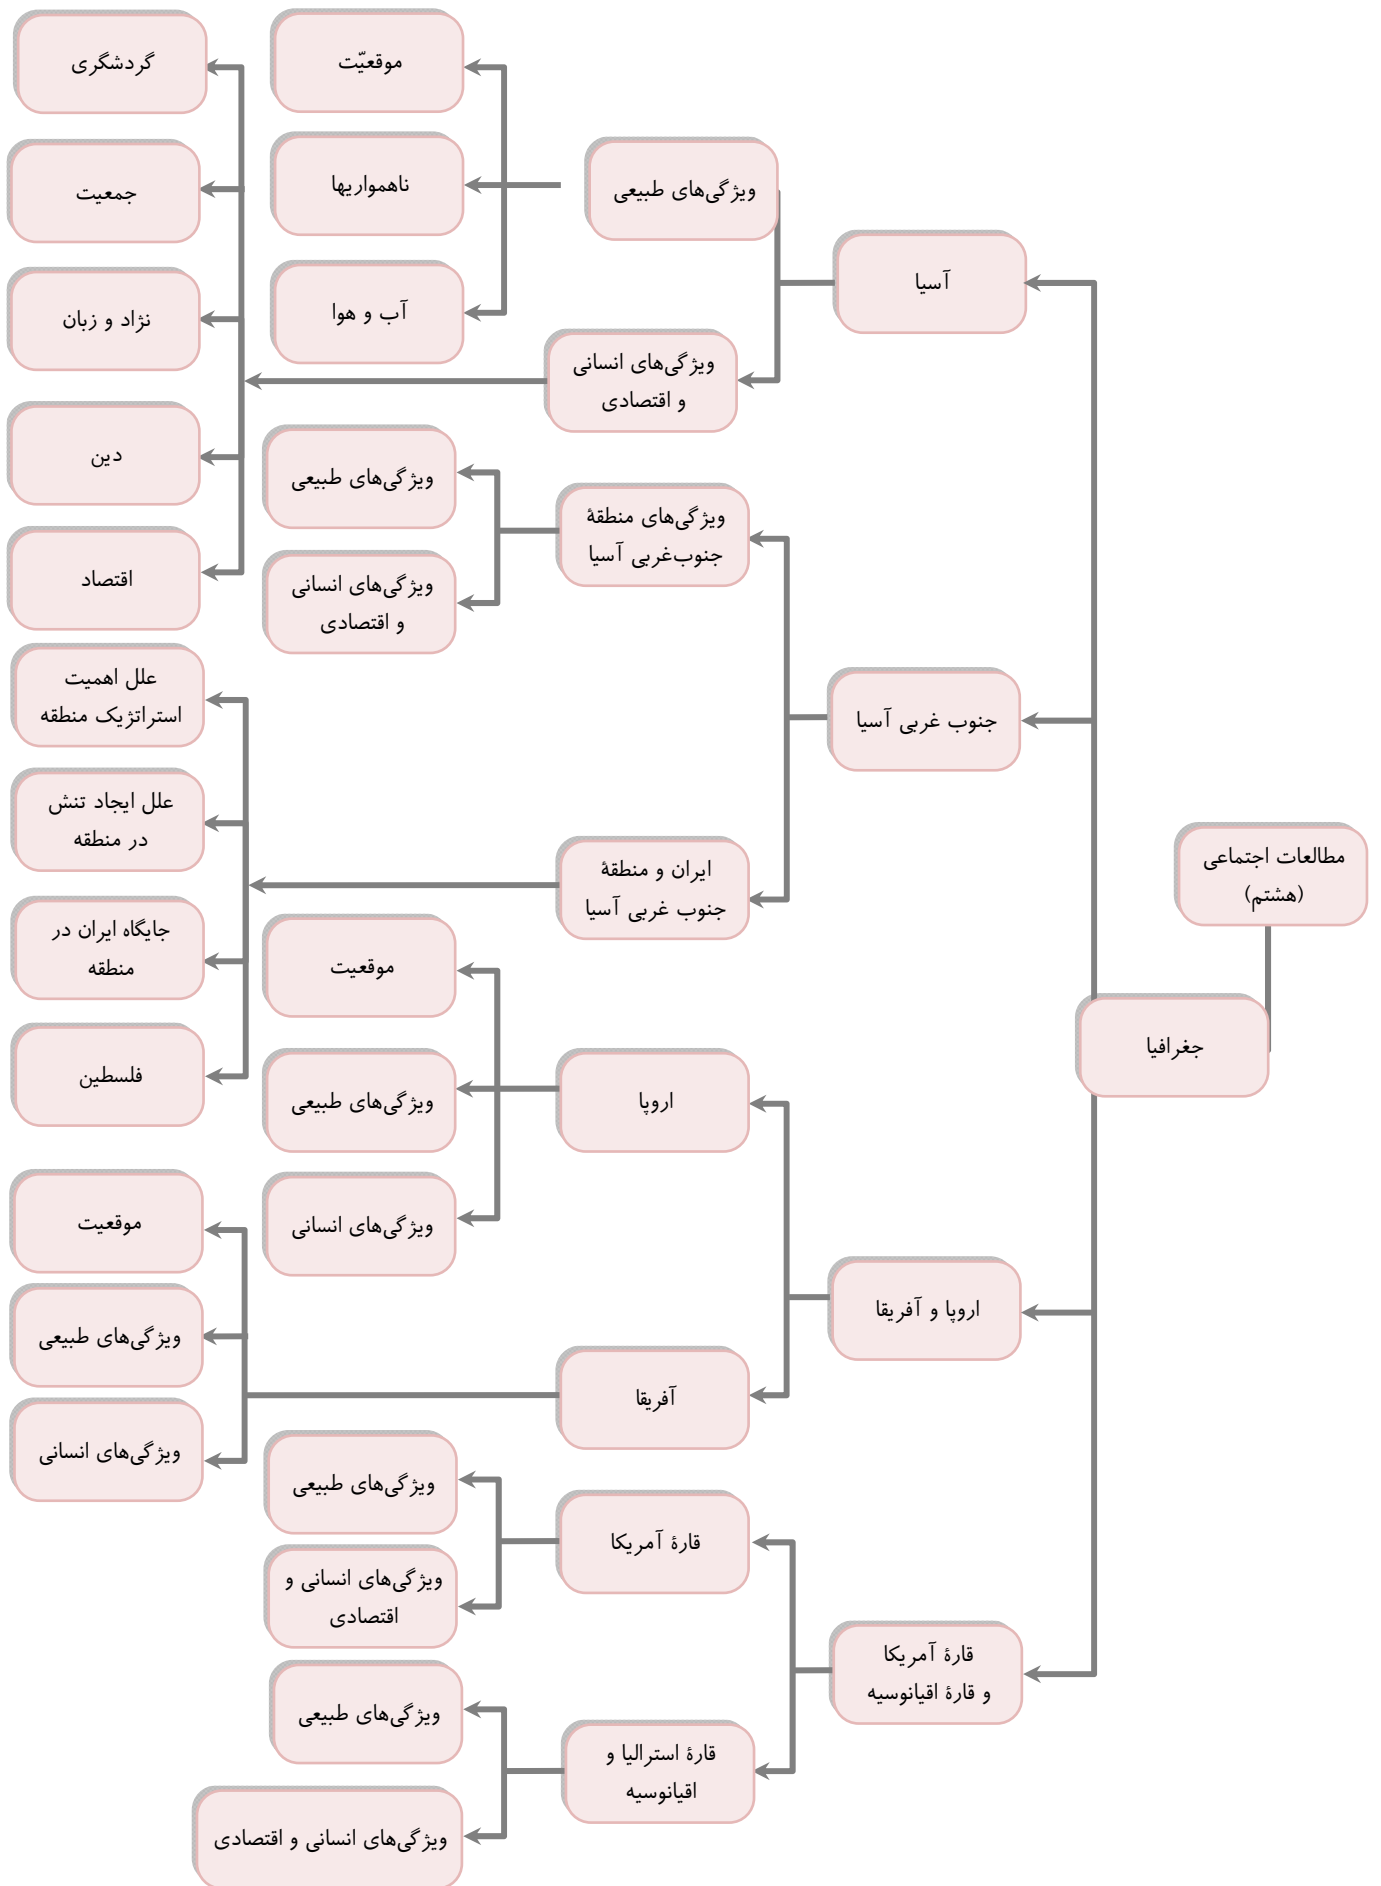 مطالعات اجتماعی
(هشتم)
جغرافیا
آسیا
ویژگی‌های طبیعی
موقعیّت
ناهمواریها
آب و هوا
ویژگی‌های انسانی
و اقتصادی
گردشگری
جمعیت
نژاد و زبان
دین
اقتصاد
جنوب غربی آسیا
ویژگی‌های منطقهٔ
جنوب‌غربی آسیا
ویژگی‌های طبیعی
ویژگی‌های انسانی
و اقتصادی
ایران و منطقهٔ
جنوب غربی آسیا
علل اهمیت
استراتژیک منطقه
علل ایجاد تنش
در منطقه
جایگاه ایران در
منطقه
فلسطین
اروپا و آفریقا
اروپا
موقعیت
ویژگی‌های طبیعی
ویژگی‌های انسانی
آفریقا
موقعیت
ویژگی‌های طبیعی
ویژگی‌های انسانی
قارهٔ آمریکا
و قارهٔ اقیانوسیه
قارهٔ آمریکا
ویژگی‌های طبیعی
ویژگی‌های انسانی و
اقتصادی
قارهٔ استرالیا و
اقیانوسیه
ویژگی‌های طبیعی
ویژگی‌های انسانی و اقتصادی